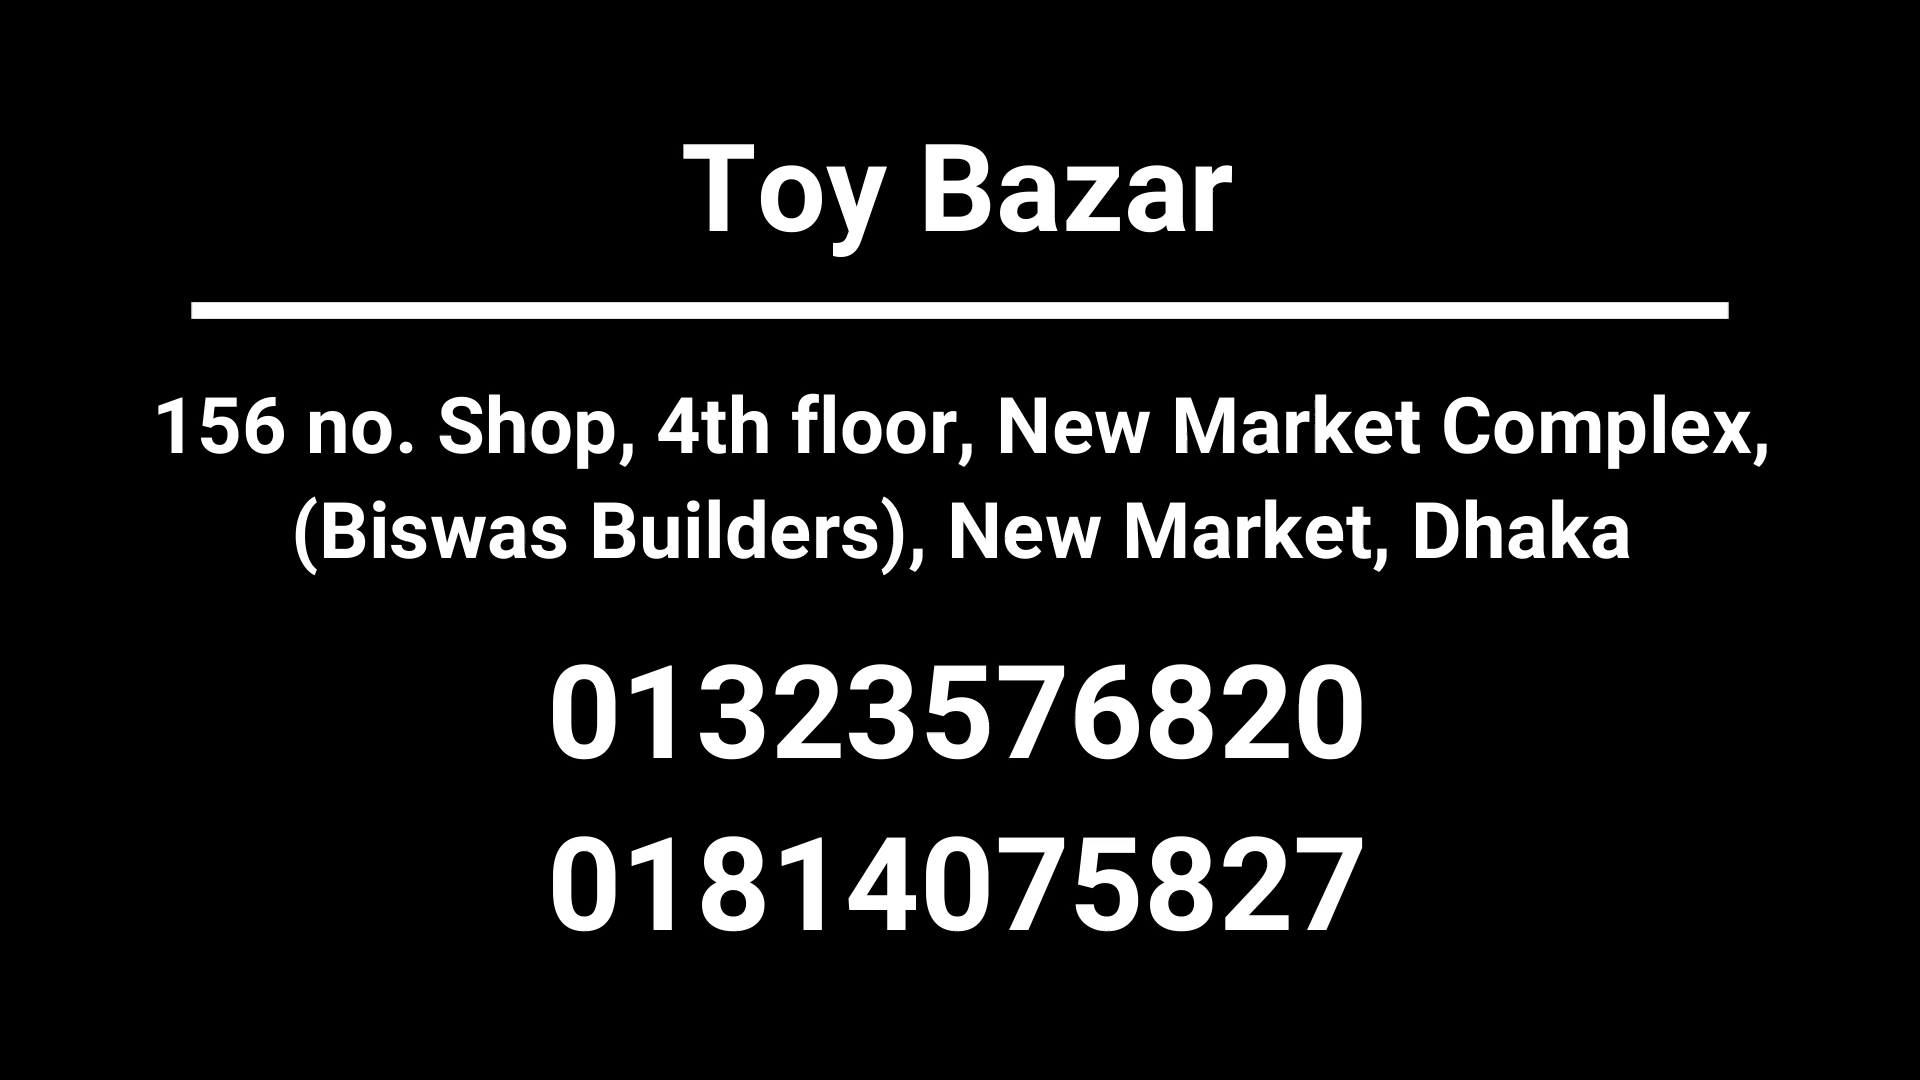 Toy Bazar
156 no. Shop, 4th floor, New Market Complex,
(Biswas Builders), New Market, Dhaka
01323576820
01814075827